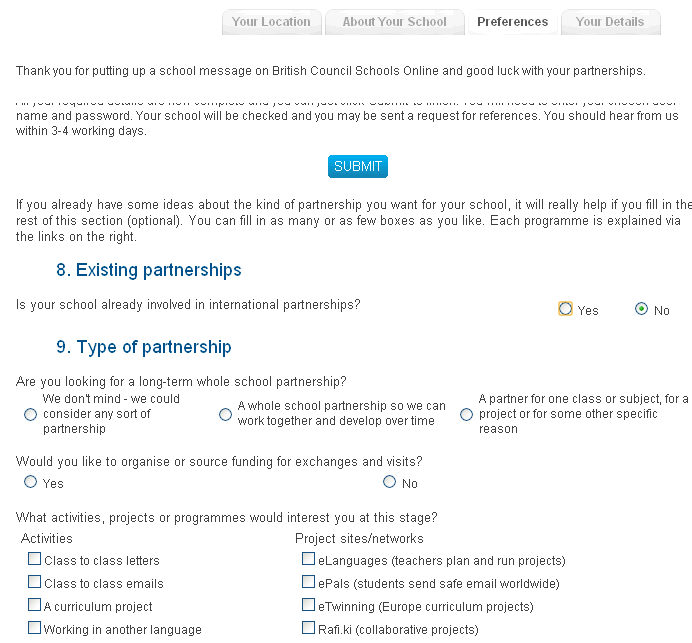 Your Location About Your School Preferences Your Details
Thank you for putting up a school message on British Council Schools Online and good luck with your partnerships.
name and password. Your school will be checked and you may be sent a request for references. You should hear from us
within 3-4 working days.
SUBMIT
If you already have some ideas about the kind of partnership you want for your school, it will really help if you fill in the
rest of this section (optional). You can fill in as many or as few boxes as you like. Each programme is explained via
the links on the right.
8. Existing partnerships
Is your school already involved in international partnerships? Yes No
9. Type of partnership
Are you looking for a long-term whole school partnership?
We don't mind - we could
consider any sort of
partnership
A whole school partnership so we can
work together and develop over time
A partner for one class or subject, for a
project or for some other specific
reason
Would you like to organise or source funding for exchanges and visits?
Yes No
What activities, projects or programmes would interest you at this stage?
Activities Project sites/networks
Class to class letters eLanguages (teachers plan and run projects)
Class to class emails ePals (students send safe email worldwide)
A curriculum project eTwinning (Europe curriculum projects)
Working in another language Rafi.ki (collaborative projects)